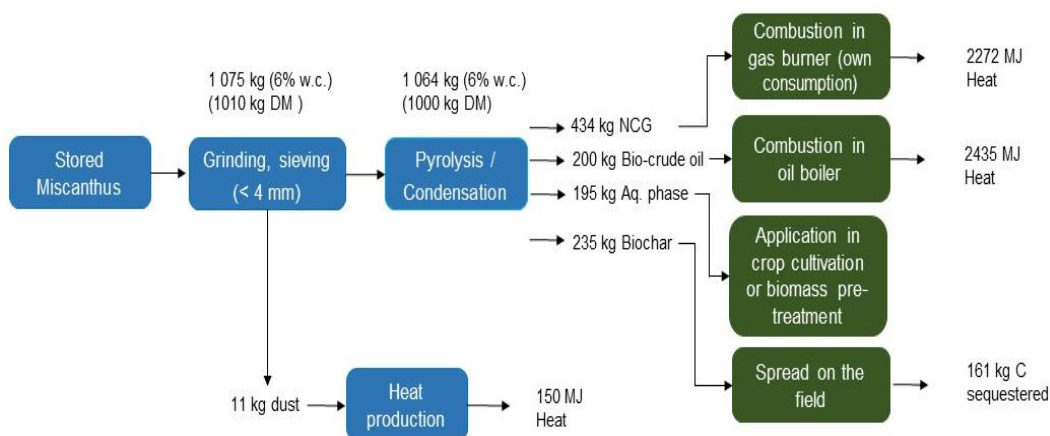 1 075 kg (6% w.c.)
(1010 kg DM )
1 064 kg (6% w.c.)
(1000 kg DM)
Stored
Miscanthus
Grinding, sieving
(< 4 mm)
Pyrolysis /
Condensation
434 kg NCG
200 kg Bio-crude oil
195 kg Aq. phase
235 kg Biochar
Combustion in
gas burner (own
consumption)
2272 MJ
Heat
Combustion in
oil boiler
2435 MJ
Heat
Application in
crop cultivation
or biomass pre-
treatment
Spread on the
field
161 kg C
sequestered
11 kg dust
Heat
production
150 MJ
Heat